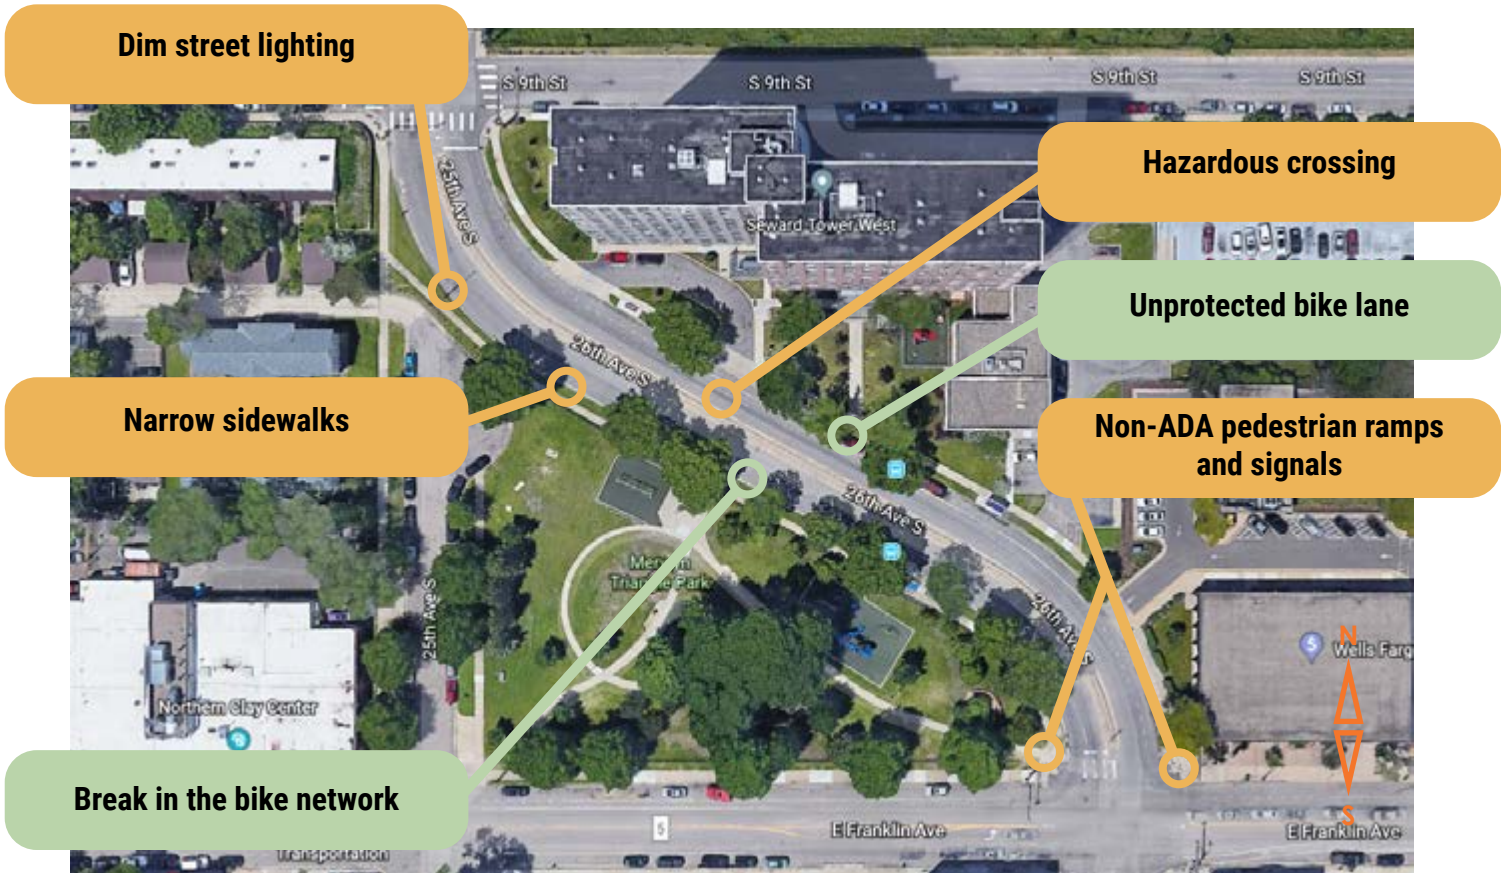 Dim street lighting
S 9th St
S 9th St
S 9th St
S 9th St
Hazardous crossing
25th Ave S
Seward Tower West
Unprotected bike lane
26th Ave S
Narrow sidewalks
Non-ADA pedestrian ramps
and signals
26th Ave S
Triangle Park
25th Ave S
26th Ave S
N
Wells Farg
Northern Clay Center
Break in the bike network
5
E Franklin Ave
S
E Franklin Ave
Transportation